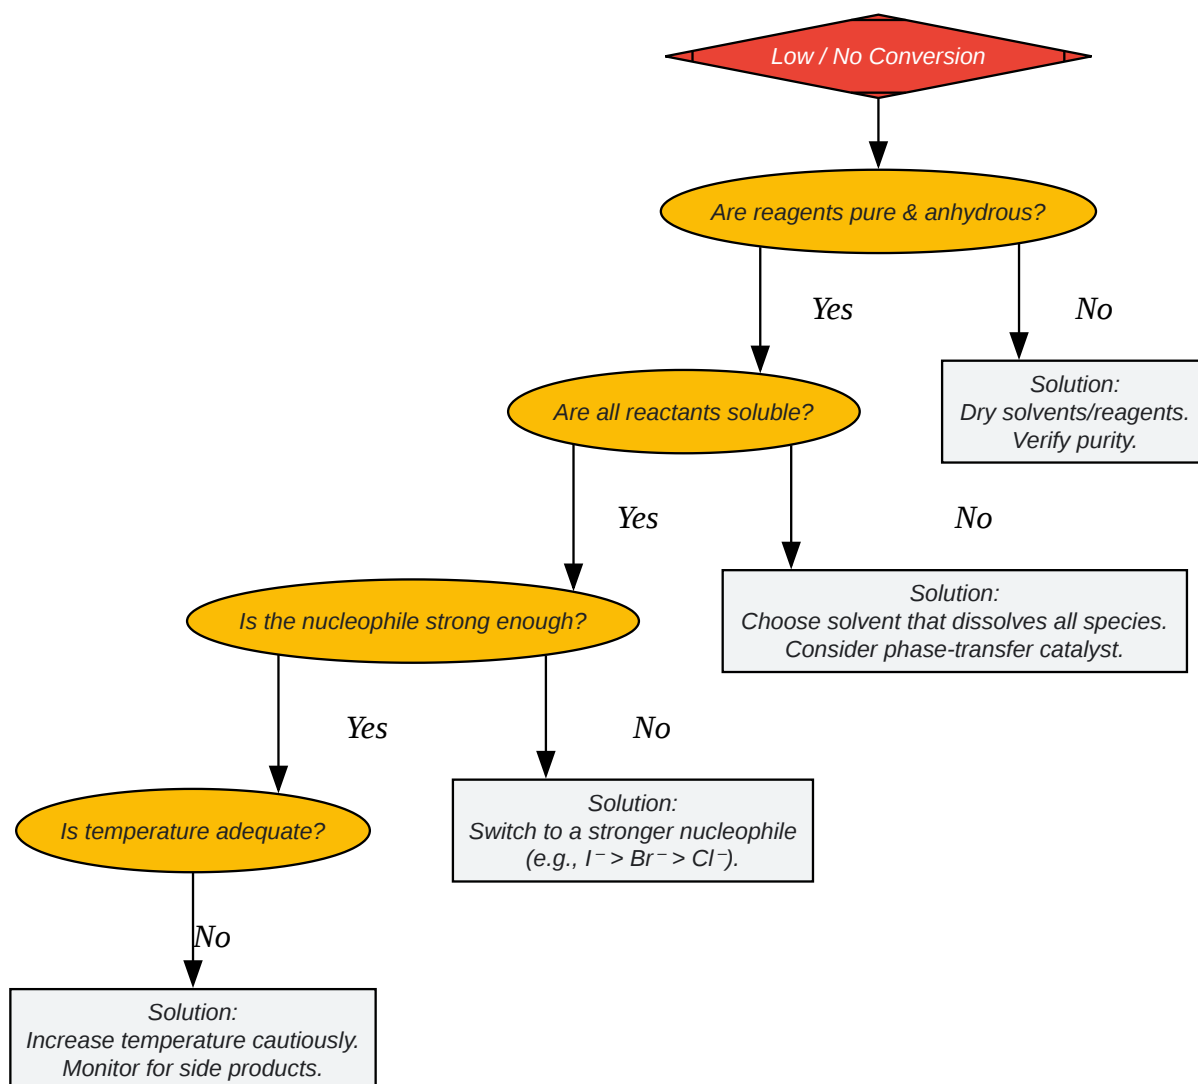 Low / No Conversion
Are reagents pure & anhydrous?
Yes
No
Solution:
Dry solvents/reagents.
Verify purity.
Are all reactants soluble?
Yes
No
Solution:
Choose solvent that dissolves all species.
Consider phase-transfer catalyst.
Is the nucleophile strong enough?
Yes
No
Solution:
Switch to a stronger nucleophile
(e.g., I⁻ > Br⁻ > Cl⁻).
Is temperature adequate?
No
Solution:
Increase temperature cautiously.
Monitor for side products.